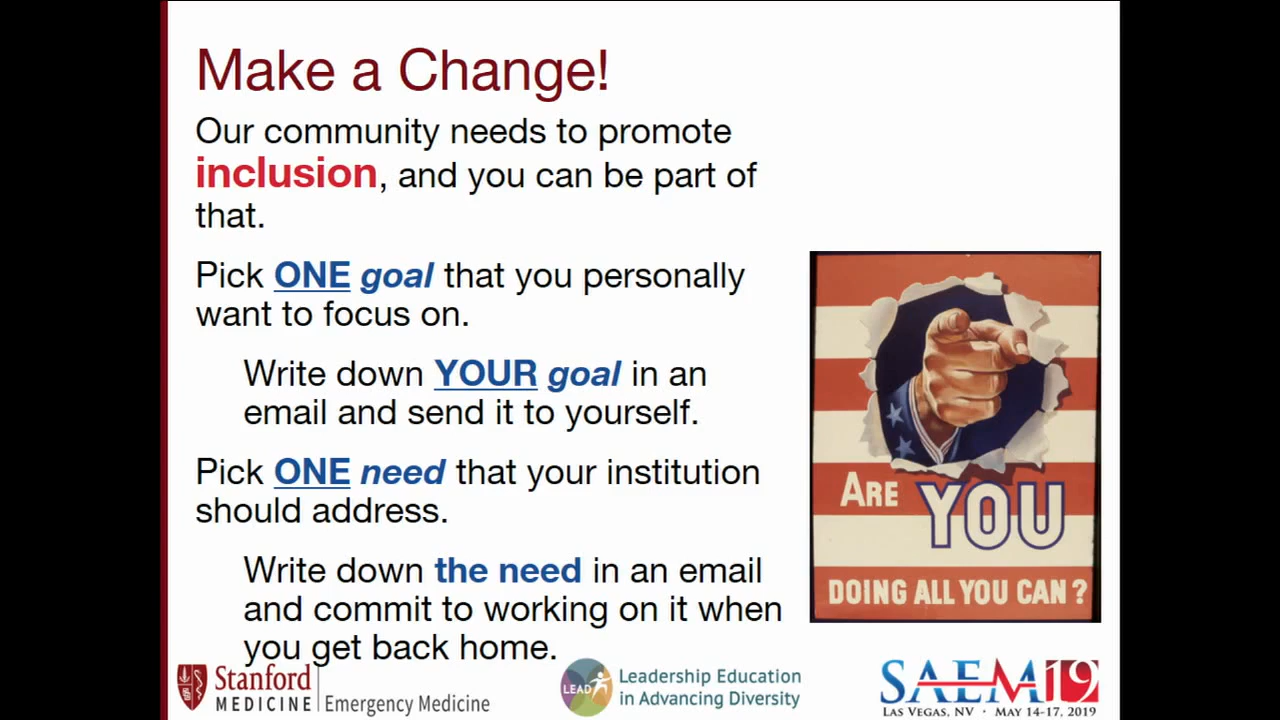 Make a Change!
Our community needs to promote
inclusion, and you can be part of
that.
Pick ONE goal that you personally
want to focus on.
Write down YOUR goal in an
email and send it to yourself.
Pick ONE need that your institution
should address.
Write down the need in an email
and commit to working on it when
you get back home.
ARE YOU
DOING ALL YOU CAN?
Stanford
MEDICINE
Emergency Medicine
LEAD
Leadership Education
in Advancing Diversity
SAEM19
LAS VEGAS, NV · MAY 14-17, 2019